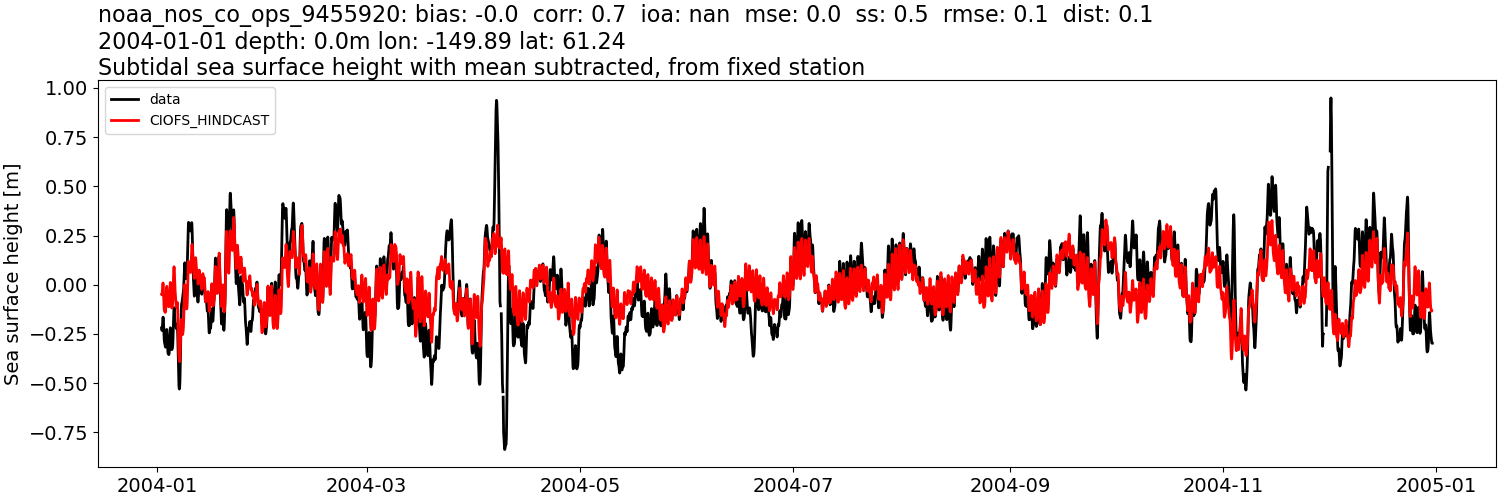 noaa_nos_co_ops_9455920: bias: -0.0  corr: 0.7  ioa: nan  mse: 0.0  ss: 0.5  rmse: 0.1  dist: 0.1
2004-01-01 depth: 0.0m lon: -149.89 lat: 61.24
Subtidal sea surface height with mean subtracted, from fixed station
Sea surface height [m]
1.00
0.75
0.50
0.25
0.00
−0.25
−0.50
−0.75
data
CIOFS_HINDCAST
2004-01
2004-03
2004-05
2004-07
2004-09
2004-11
2005-01